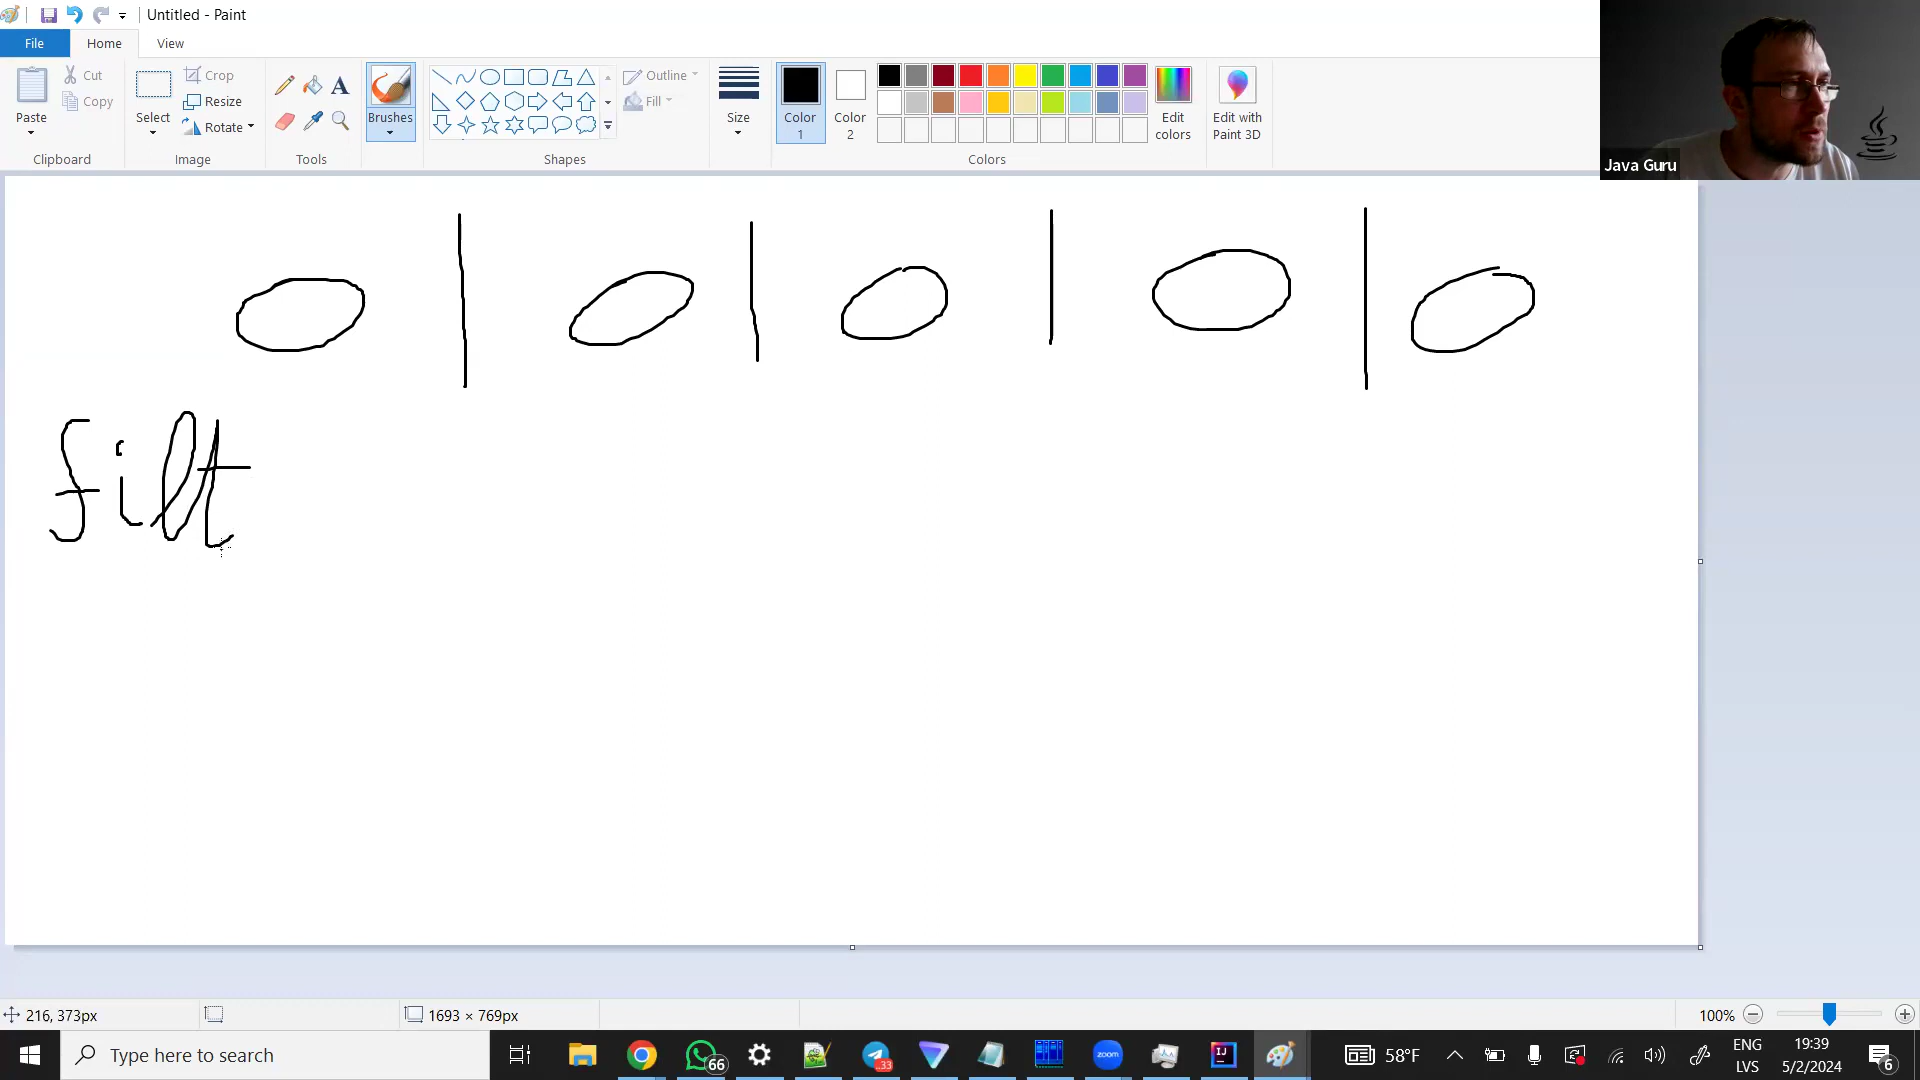 Untitled - Paint
File Home View
Paste
Cut
Copy
Clipboard
Select
Crop
Resize
Rotate
Image
Tools
Brushes
Outline
Fill
Shapes
Size
Color 1
Color 2
Edit colors
Colors
Edit with Paint 3D
Java Guru
filt
216, 373px
1693 × 769px
100%
Type here to search
66
33
zoom
IJ
58°F
ENG
LVS
19:39
5/2/2024
6